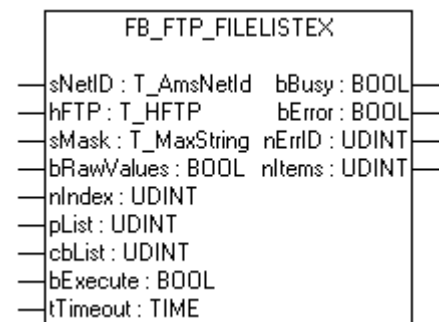 FB_FTP_FILELISTEX
sNetID : T_AmsNetId bBusy : BOOL
hFTP : T_HFTP bError : BOOL
sMask : T_MaxString nErrID : UDINT
bRawValues : BOOL nItems : UDINT
nIndex : UDINT
pList : UDINT
cbList : UDINT
bExecute : BOOL
tTimeout : TIME